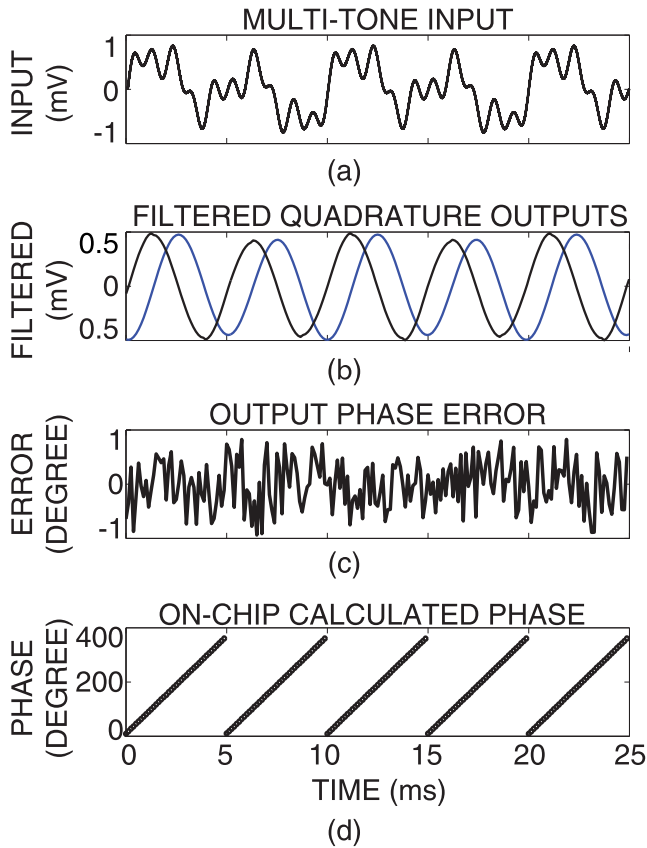 MULTI-TONE INPUT
INPUT
(mV)
1
0
-1
(a)
FILTERED QUADRATURE OUTPUTS
FILTERED
(mV)
0.5
0
0.5
(b)
OUTPUT PHASE ERROR
ERROR
(DEGREE)
1
0
-1
(c)
ON-CHIP CALCULATED PHASE
PHASE
(DEGREE)
400
200
0
0 5 10 15 20 25
TIME (ms)
(d)